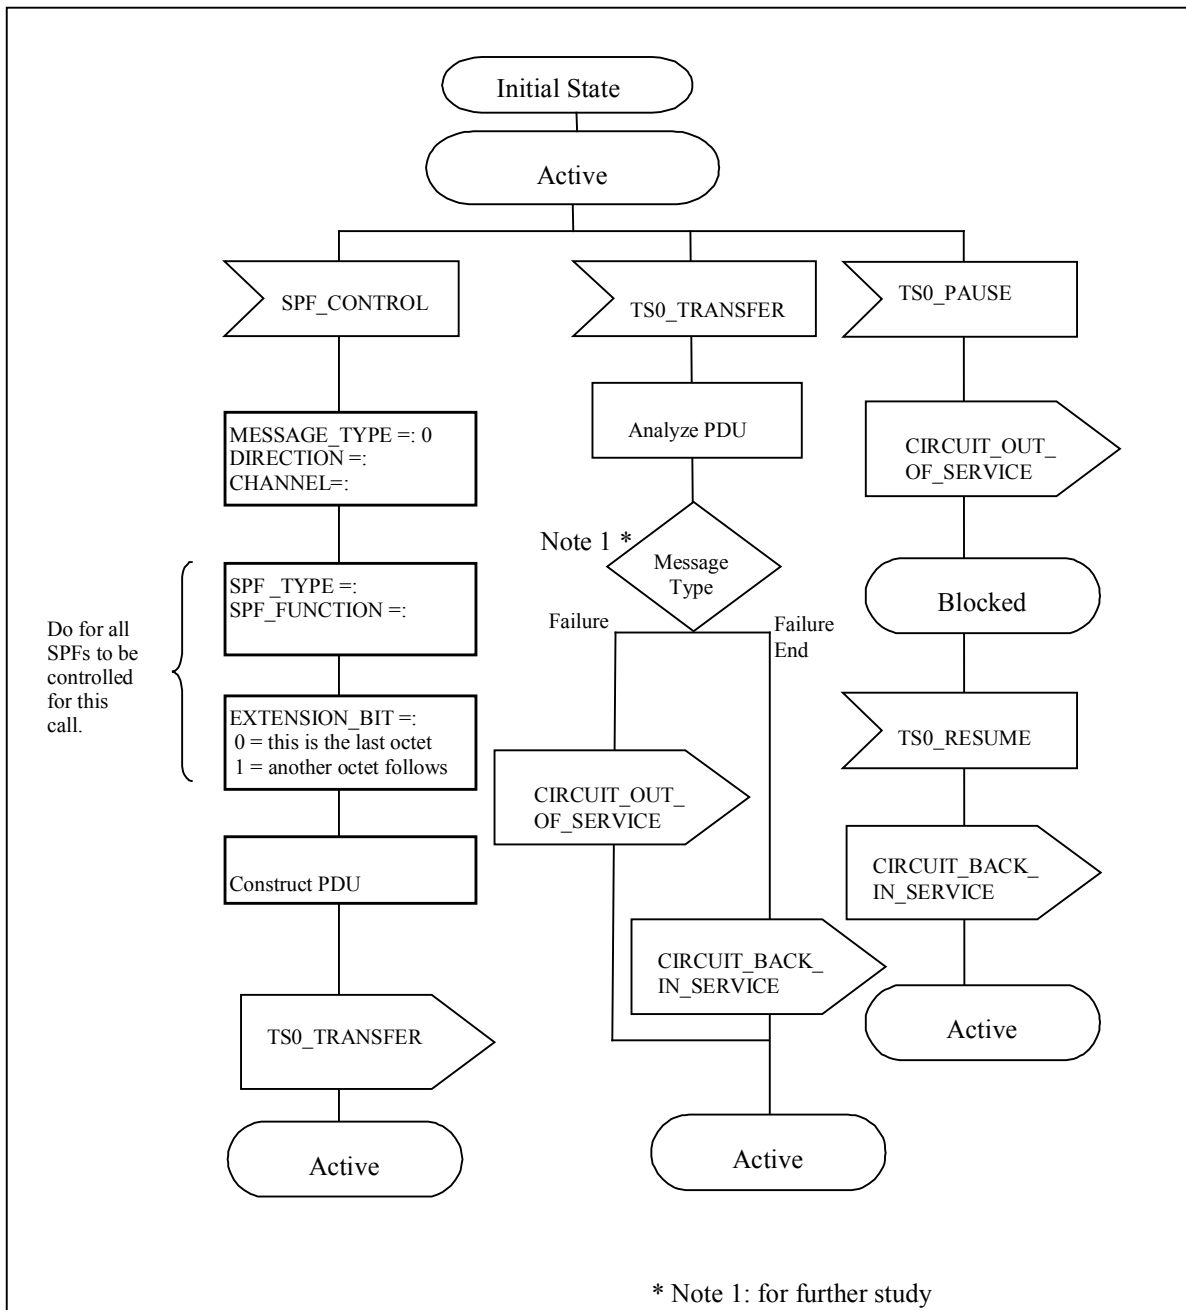 Initial State
Active
SPF_CONTROL
MESSAGE_TYPE =: 0
DIRECTION =:
CHANNEL=:
Do for all
SPFs to be
controlled
for this
call.
SPF _TYPE =:
SPF_FUNCTION =:
EXTENSION_BIT =:
0 = this is the last octet
1 = another octet follows
Construct PDU
TS0_TRANSFER
Active
TS0_TRANSFER
Analyze PDU
Note 1 *
Message
Type
Failure
Failure
End
CIRCUIT_OUT_
OF_SERVICE
CIRCUIT_BACK_
IN_SERVICE
Active
TS0_PAUSE
CIRCUIT_OUT_
OF_SERVICE
Blocked
TS0_RESUME
CIRCUIT_BACK_
IN_SERVICE
Active
* Note 1: for further study